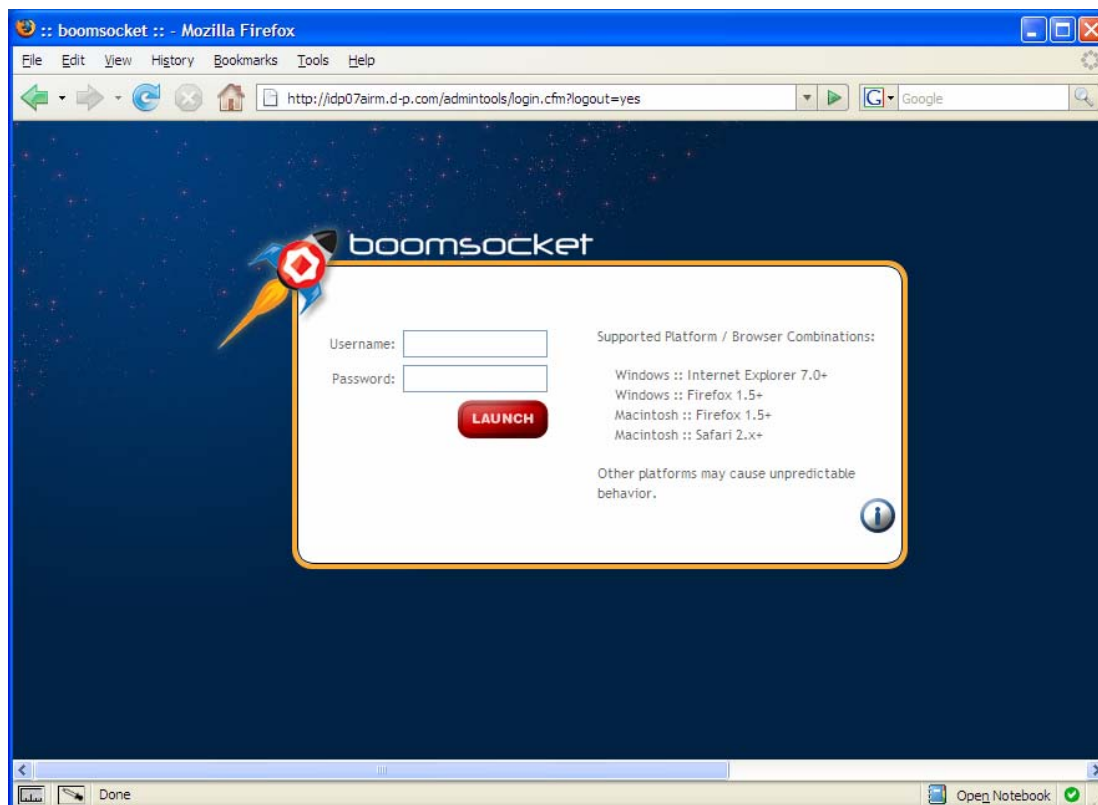 :: boomsocket :: - Mozilla Firefox
File Edit View History Bookmarks Tools Help
http://idp07airm.d-p.com/admintools/login.cfm?logout=yes
G Google
boomsocket
Username:
Password:
LAUNCH
Supported Platform / Browser Combinations:
Windows :: Internet Explorer 7.0+
Windows :: Firefox 1.5+
Macintosh :: Firefox 1.5+
Macintosh :: Safari 2.x+
Other platforms may cause unpredictable
behavior.
i
Done
Open Notebook